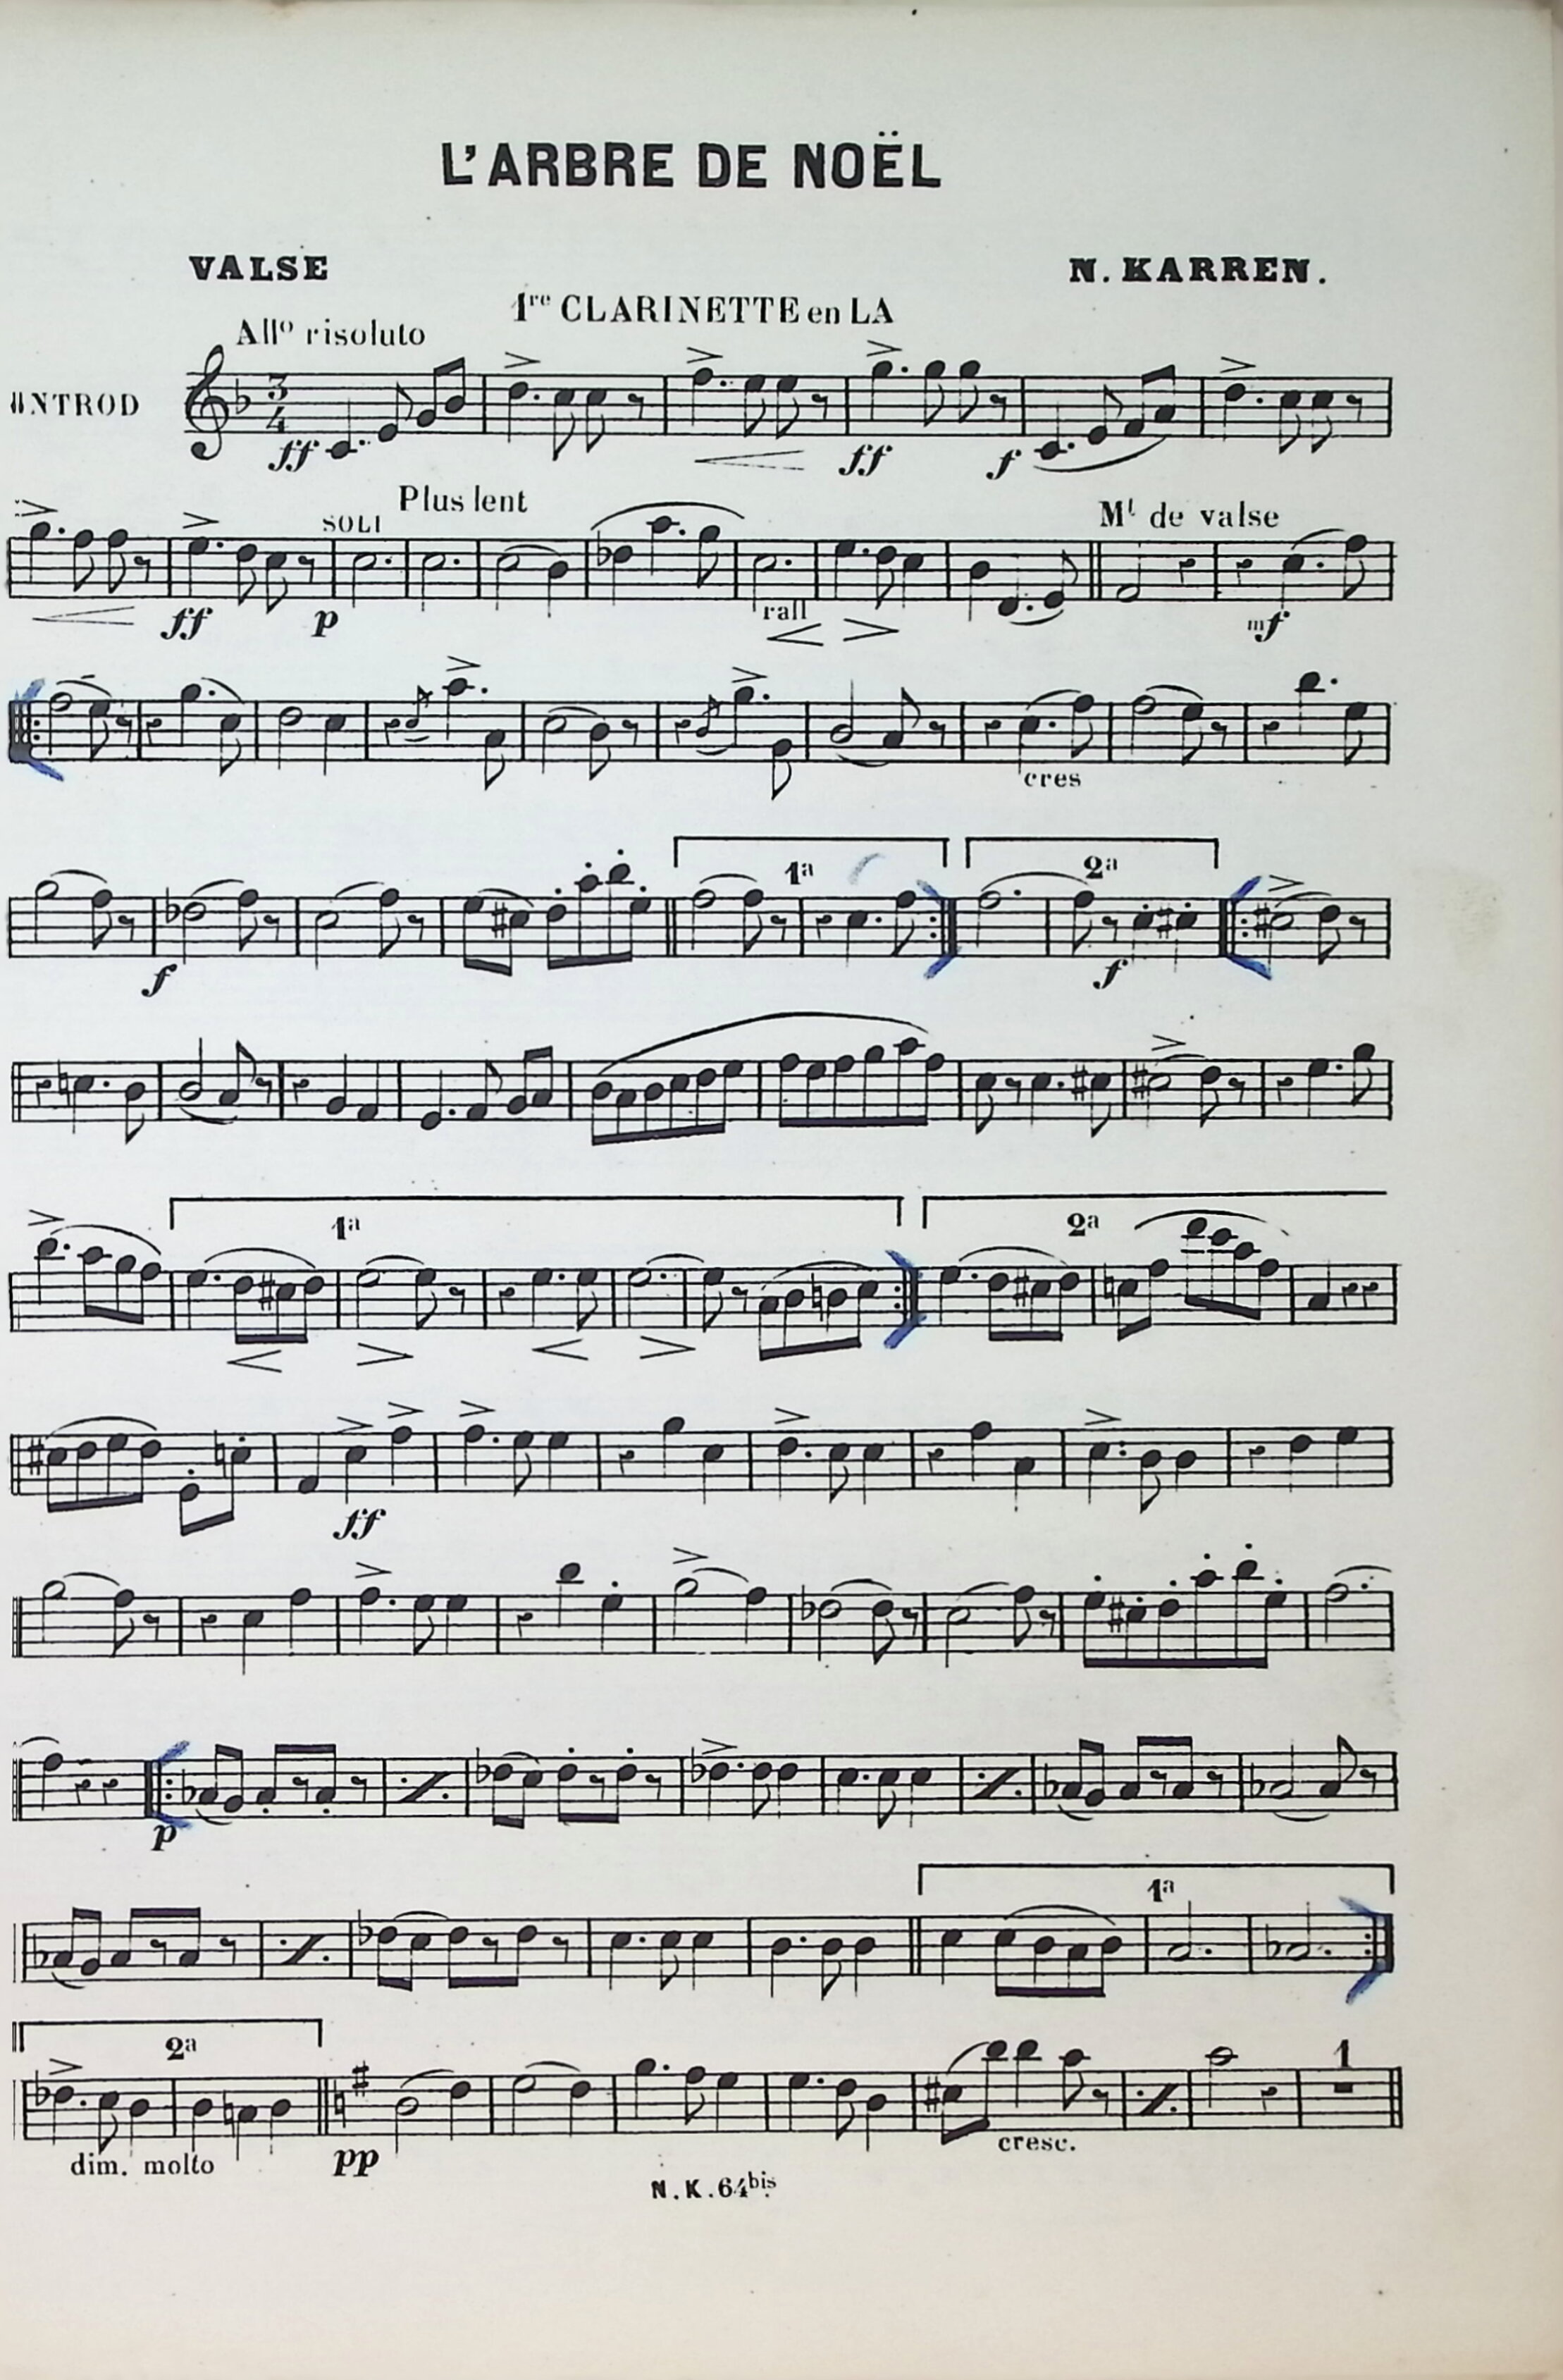 L'ARBRE DE NOËL
VALSE
N. KARREN.
1re CLARINETTE en LA
Allo risoluto
INTROD
3
4
ff
ff
f
SOLI
Plus lent
Mt de valse
ff
p
rall
mf
cres
1a
2a
f
f
1a
2a
ff
p
1a
2a
1
dim. molto
pp
cresc.
N.K.64bis